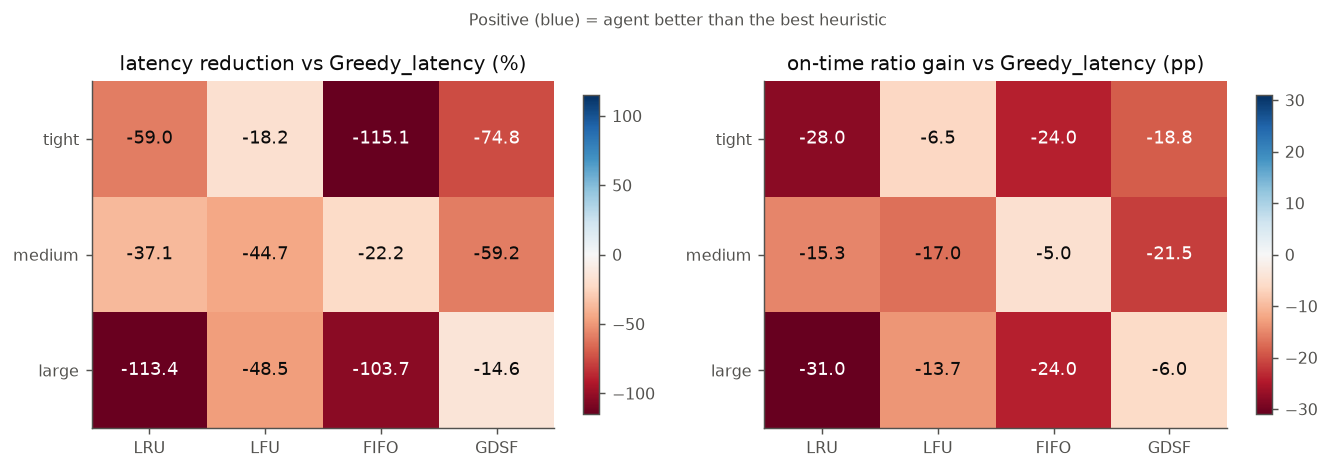 Positive (blue) = agent better than the best heuristic
latency reduction vs Greedy_latency (%)
tight -59.0 -18.2 -115.1 -74.8
medium -37.1 -44.7 -22.2 -59.2
large -113.4 -48.5 -103.7 -14.6
LRU LFU FIFO GDSF
100
50
0
−50
−100
on-time ratio gain vs Greedy_latency (pp)
tight -28.0 -6.5 -24.0 -18.8
medium -15.3 -17.0 -5.0 -21.5
large -31.0 -13.7 -24.0 -6.0
LRU LFU FIFO GDSF
30
20
10
0
−10
−20
−30